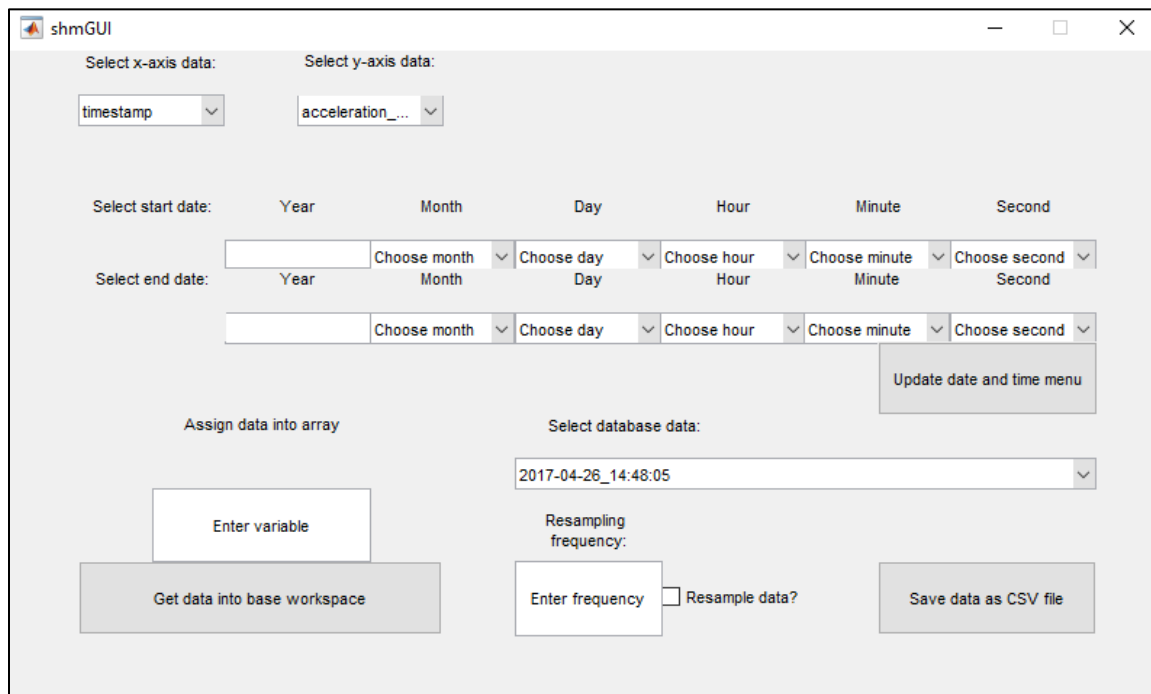 shmGUI
Select x-axis data: Select y-axis data:
timestamp acceleration_...
Select start date: Year Month Day Hour Minute Second
Choose month Choose day Choose hour Choose minute Choose second
Select end date: Year Month Day Hour Minute Second
Choose month Choose day Choose hour Choose minute Choose second
Update date and time menu
Assign data into array Select database data:
2017-04-26_14:48:05
Enter variable
Resampling
frequency:
Get data into base workspace Enter frequency Resample data? Save data as CSV file